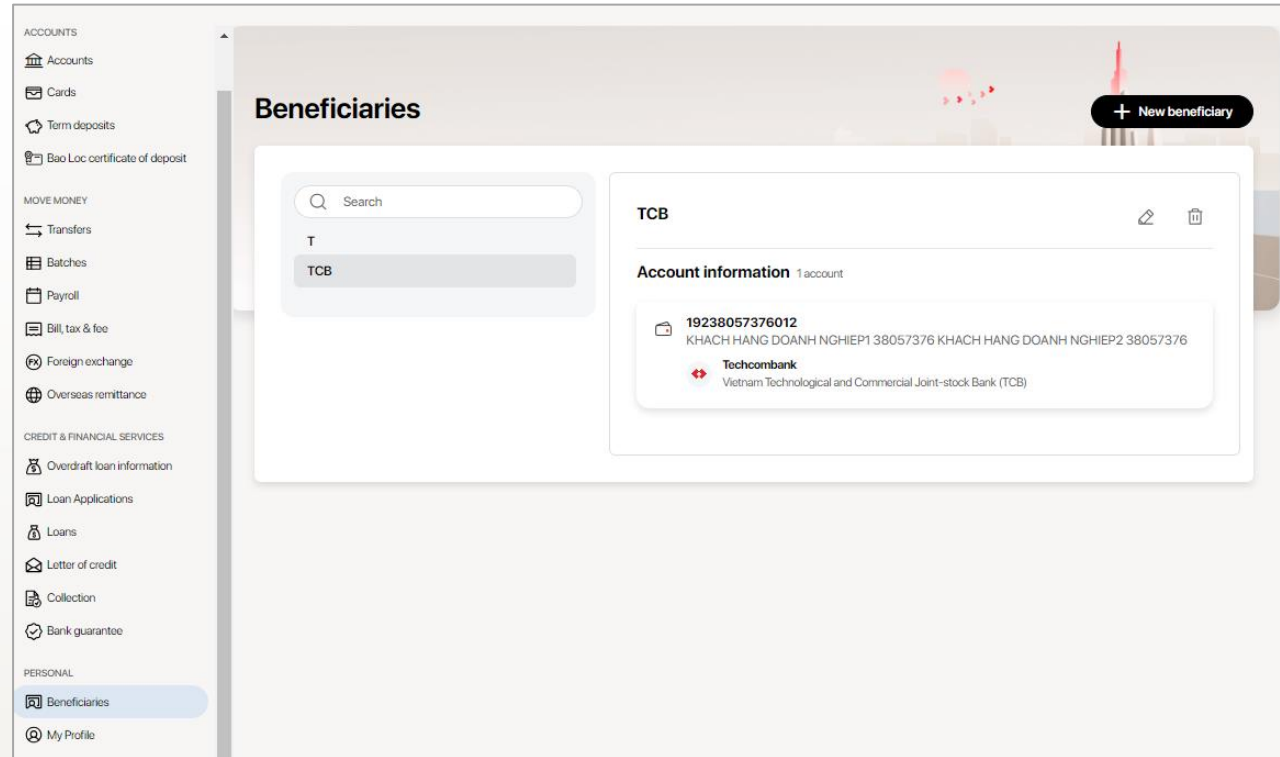 ACCOUNTS
Accounts
Cards
Term deposits
Bao Loc certificate of deposit
MOVE MONEY
Transfers
Batches
Payroll
Bill, tax & fee
Foreign exchange
Overseas remittance
CREDIT & FINANCIAL SERVICES
Overdraft loan information
Loan Applications
Loans
Letter of credit
Collection
Bank guarantee
PERSONAL
Beneficiaries
My Profile
Beneficiaries
New beneficiary
Search
T
TCB
TCB
Account information 1 account
19238057376012
KHACH HANG DOANH NGHIEP1 38057376 KHACH HANG DOANH NGHIEP2 38057376
Techcombank
Vietnam Technological and Commercial Joint-stock Bank (TCB)